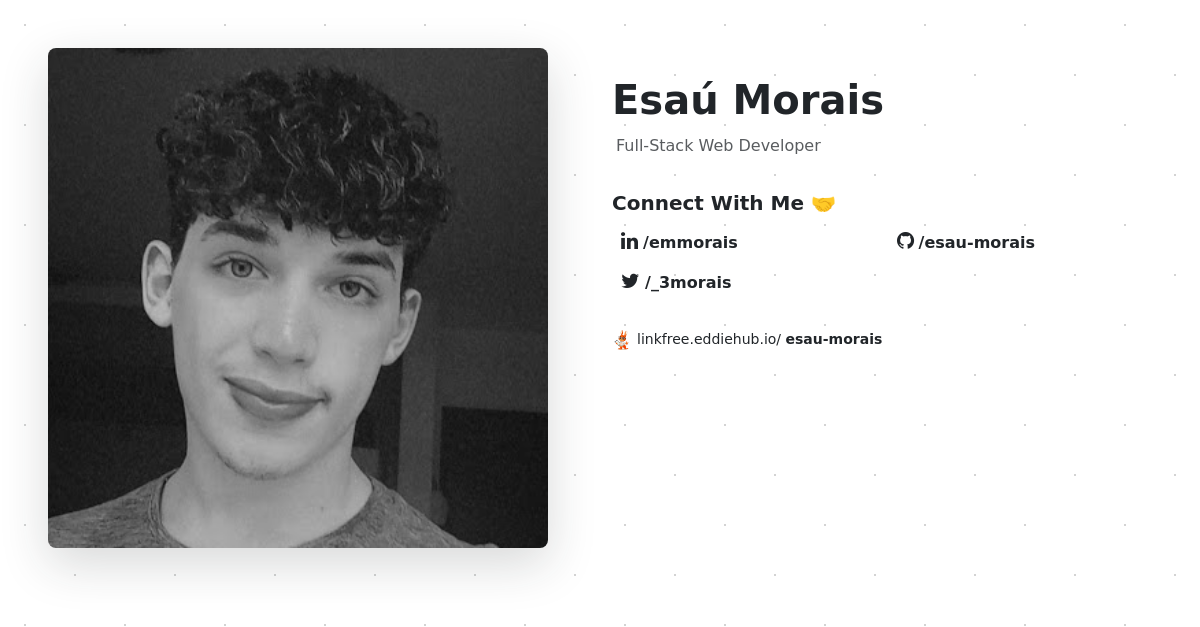 Esaú Morais
Full-Stack Web Developer
Connect With Me 🤝
/emmorais
/esau-morais
/_3morais
linkfree.eddiehub.io/ esau-morais